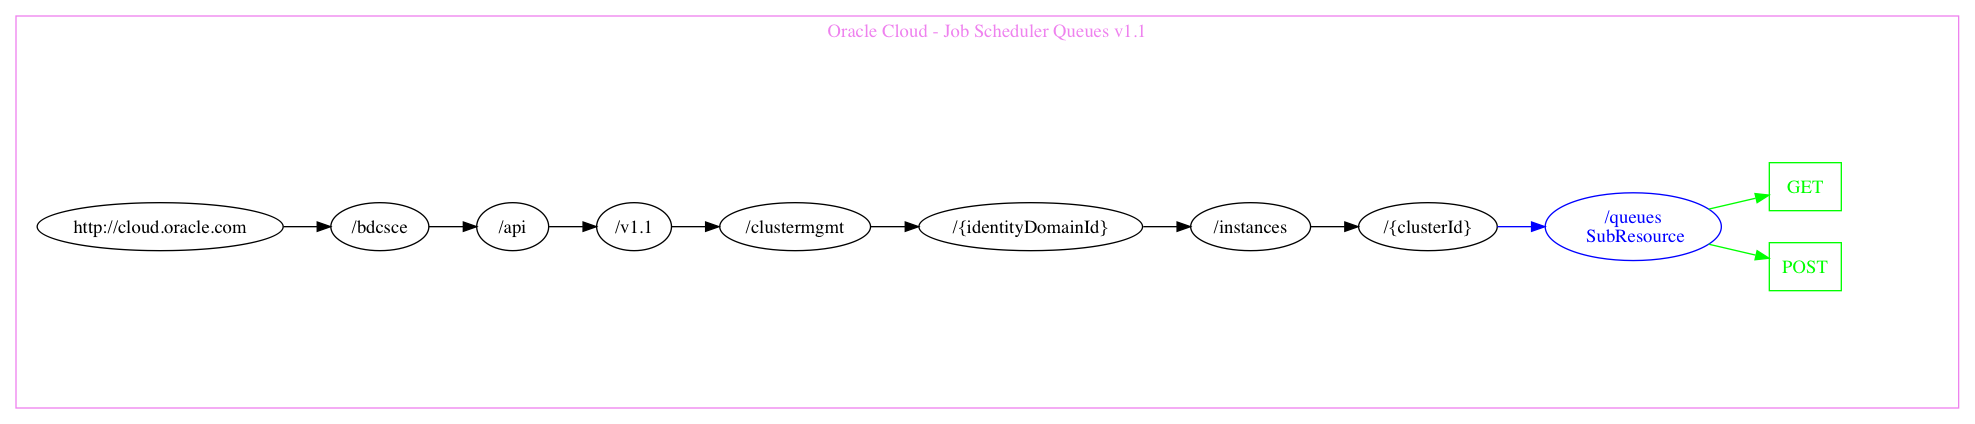 Oracle Cloud - Job Scheduler Queues v1.1
http://cloud.oracle.com
/bdcsce
/api
/v1.1
/clustermgmt
/{identityDomainId}
/instances
/{clusterId}
/queues
SubResource
GET
POST